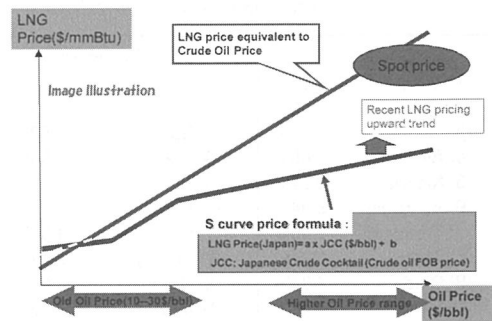 LNG
Price($/mmBtu)
LNG price equivalent to
Crude Oil Price
Spot price
Image Illustration
Recent LNG pricing
upward trend
S curve price formula :
LNG Price(Japan)= a x JCC ($/bbl) + b
JCC: Japanese Crude Cocktail (Crude oil FOB price)
Old Oil Price(10–30$/bbl)
Higher Oil Price range
Oil Price
($/bbl)